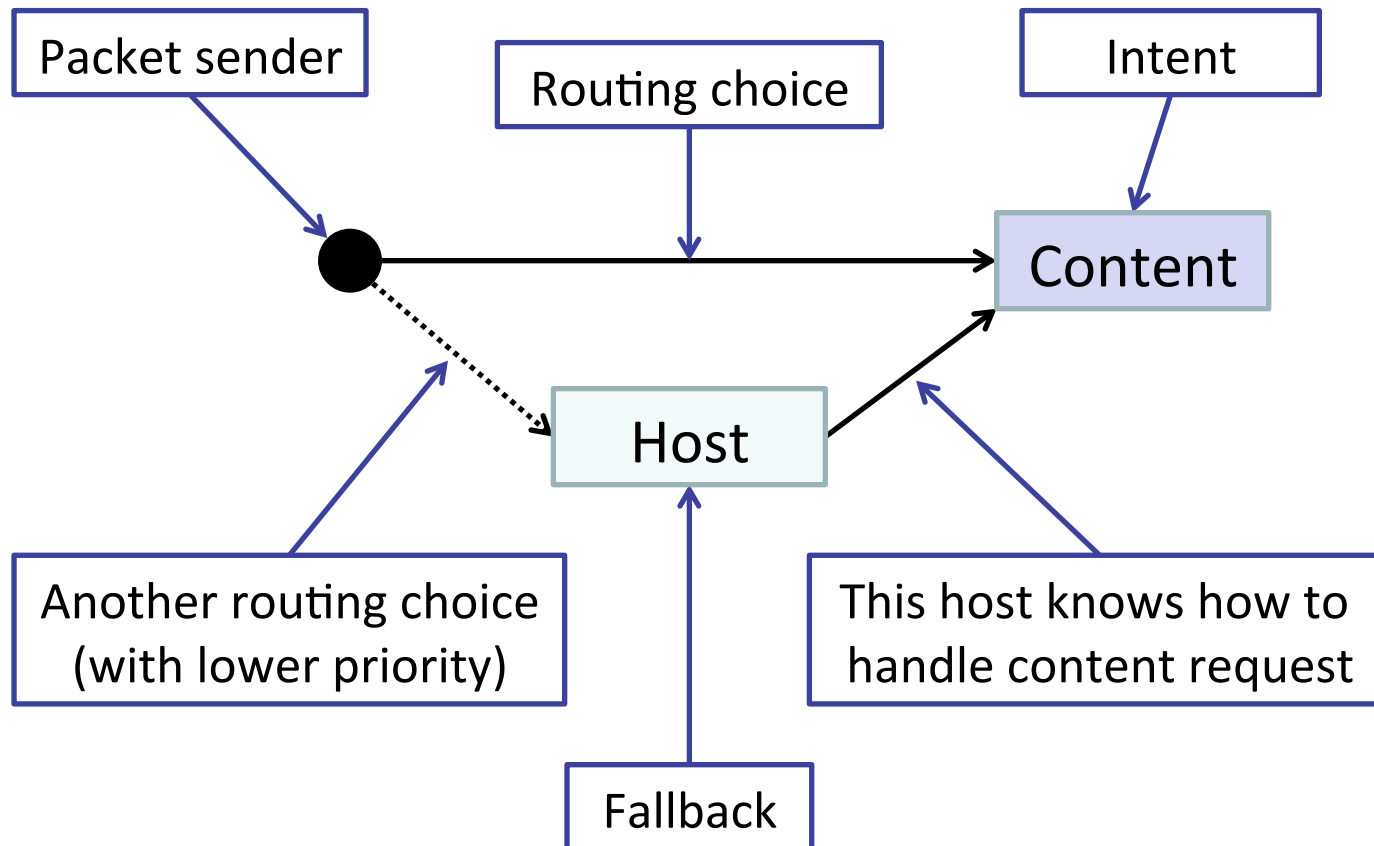 Packet sender
Routing choice
Intent
Content
Host
Another routing choice
(with lower priority)
This host knows how to
handle content request
Fallback